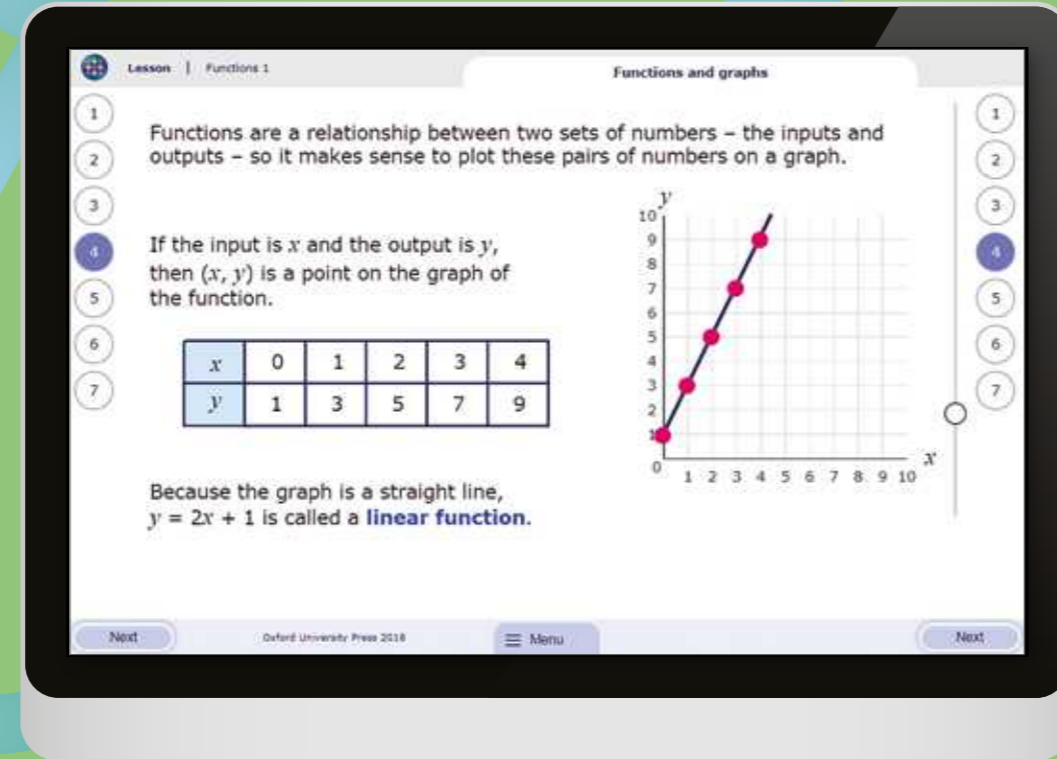 Lesson | Functions 1
Functions and graphs
1
2
3
4
5
6
7
Functions are a relationship between two sets of numbers – the inputs and
outputs – so it makes sense to plot these pairs of numbers on a graph.
If the input is x and the output is y,
then (x, y) is a point on the graph of
the function.
x 0 1 2 3 4
y 1 3 5 7 9
Because the graph is a straight line,
y = 2x + 1 is called a linear function.
y
10
9
8
7
6
5
4
3
2
1
0
1 2 3 4 5 6 7 8 9 10
x
1
2
3
4
5
6
7
Next
Oxford University Press 2018
Menu
Next